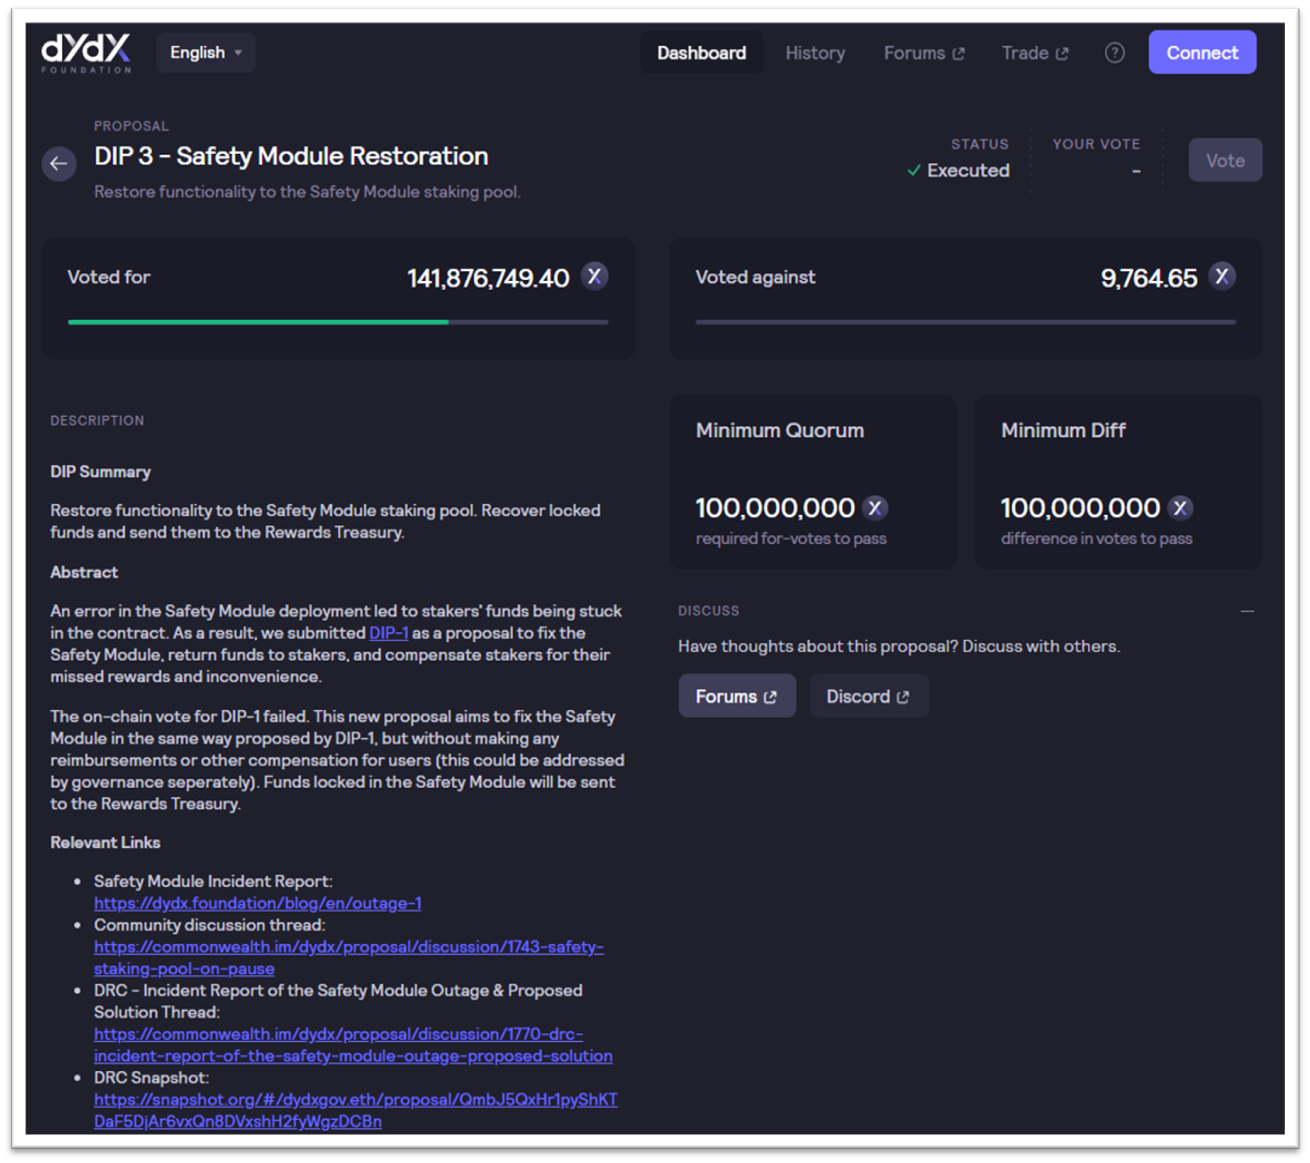 dYdX
FOUNDATION
English
Dashboard
History
Forums
Trade
?
Connect
PROPOSAL
DIP 3 - Safety Module Restoration
Restore functionality to the Safety Module staking pool.
STATUS
Executed
YOUR VOTE
-
Vote
Voted for
141,876,749.40
Voted against
9,764.65
DESCRIPTION
DIP Summary
Restore functionality to the Safety Module staking pool. Recover locked
funds and send them to the Rewards Treasury.
Abstract
An error in the Safety Module deployment led to stakers' funds being stuck
in the contract. As a result, we submitted DIP-1 as a proposal to fix the
Safety Module, return funds to stakers, and compensate stakers for their
missed rewards and inconvenience.
The on-chain vote for DIP-1 failed. This new proposal aims to fix the Safety
Module in the same way proposed by DIP-1, but without making any
reimbursements or other compensation for users (this could be addressed
by governance seperately). Funds locked in the Safety Module will be sent
to the Rewards Treasury.
Relevant Links
• Safety Module Incident Report:
https://dydx.foundation/blog/en/outage-1
• Community discussion thread:
https://commonwealth.im/dydx/proposal/discussion/1743-safety-
staking-pool-on-pause
• DRC - Incident Report of the Safety Module Outage & Proposed
Solution Thread:
https://commonwealth.im/dydx/proposal/discussion/1770-drc-
incident-report-of-the-safety-module-outage-proposed-solution
• DRC Snapshot:
https://snapshot.org/#/dydxgov.eth/proposal/QmbJ5QxHr1pyShKT
DaF5DjAr6vxQn8DVxshH2fyWgzDCBn
Minimum Quorum
100,000,000
required for-votes to pass
Minimum Diff
100,000,000
difference in votes to pass
DISCUSS
Have thoughts about this proposal? Discuss with others.
Forums
Discord